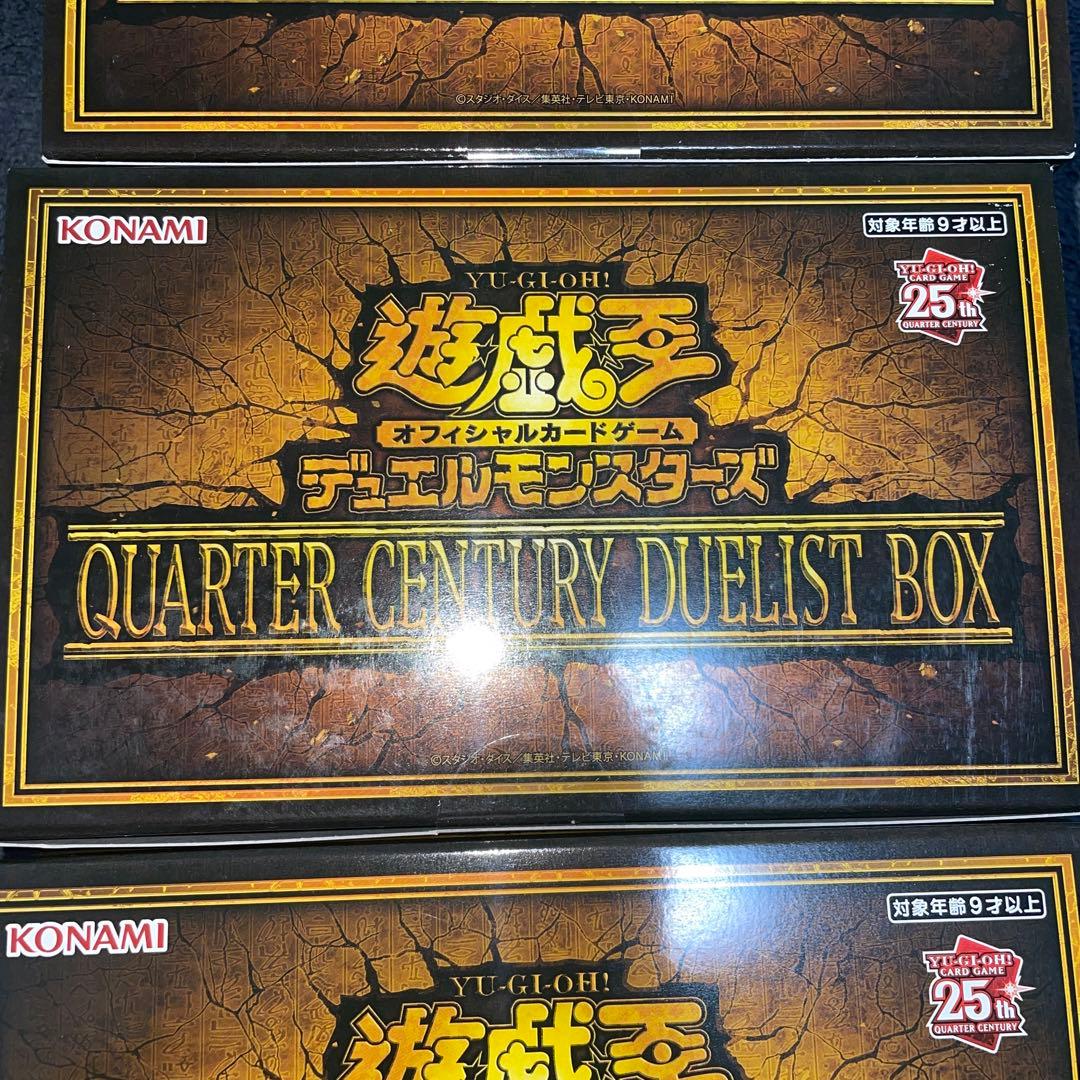 ©スタジオ・ダイス／集英社・テレビ東京・KONAMI
KONAMI
対象年齢9才以上
YU-GI-OH!
CARD GAME
25th
QUARTER CENTURY
YU-GI-OH!
遊戯王
オフィシャルカードゲーム
デュエルモンスターズ
QUARTER CENTURY DUELIST BOX
©スタジオ・ダイス／集英社・テレビ東京・KONAMI
KONAMI
対象年齢9才以上
YU-GI-OH!
CARD GAME
25th
QUARTER CENTURY
YU-GI-OH!
遊戯王